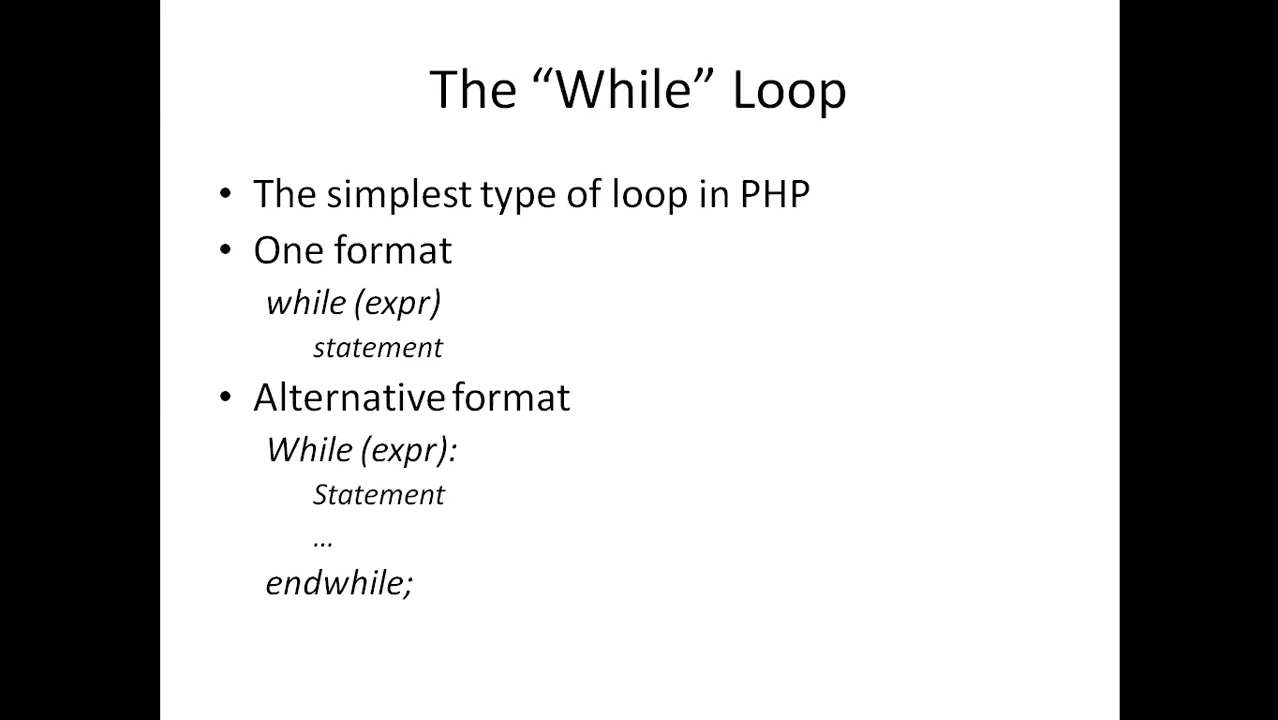 The “While” Loop
• The simplest type of loop in PHP
• One format
while (expr)
statement
• Alternative format
While (expr):
Statement
…
endwhile;